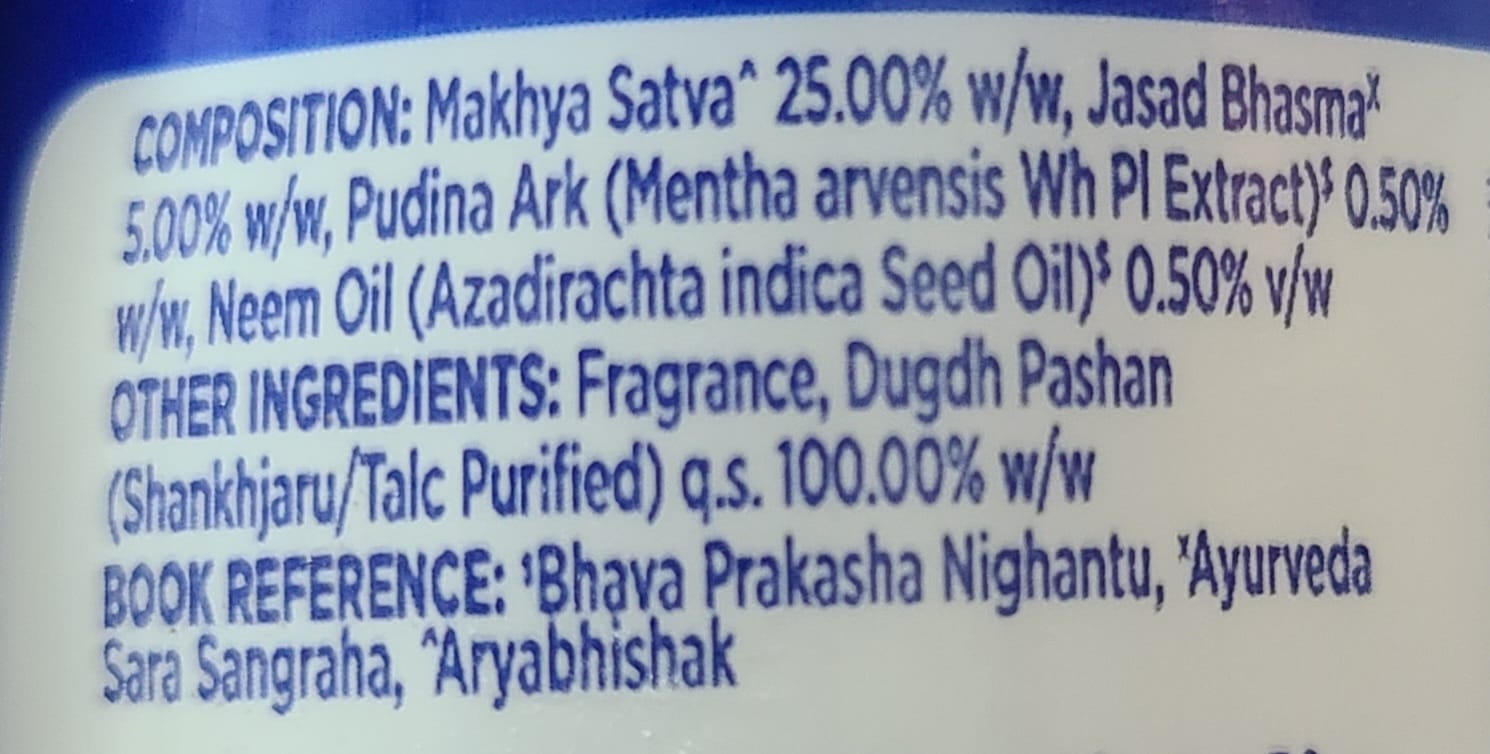 COMPOSITION: Makhya Satva^ 25.00% w/w, Jasad Bhasmaˣ
5.00% w/w, Pudina Ark (Mentha arvensis Wh Pl Extract)$ 0.50%
w/w, Neem Oil (Azadirachta indica Seed Oil)$ 0.50% v/w
OTHER INGREDIENTS: Fragrance, Dugdh Pashan
(Shankhjaru/Talc Purified) q.s. 100.00% w/w
BOOK REFERENCE: $Bhava Prakasha Nighantu, ˣAyurveda
Sara Sangraha, ^Aryabhishak